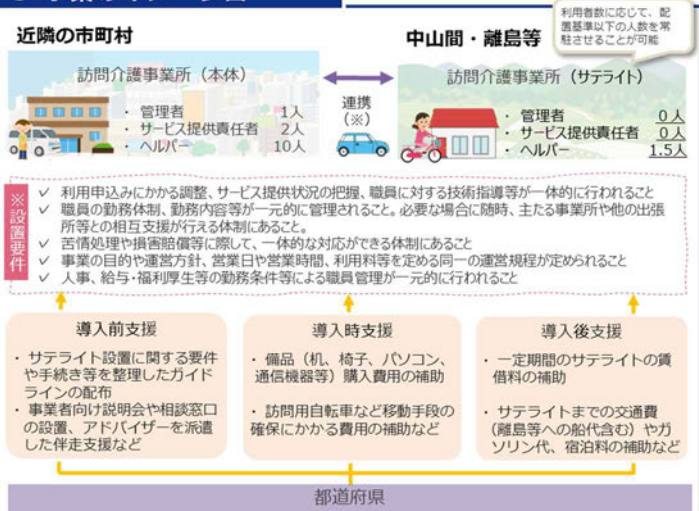 利用者数に応じて、配
置基準以下の人数を常
駐させることが可能
近隣の市町村
中山間・離島等
訪問介護事業所（本体）
・ 管理者 1人
・ サービス提供責任者 2人
・ ヘルパー 10人
連携
（※）
訪問介護事業所（サテライト）
・ 管理者 0人
・ サービス提供責任者 0人
・ ヘルパー 1.5人
※設置要件
✓ 利用申込みにかかる調整、サービス提供状況の把握、職員に対する技術指導等が一体的に行われること
✓ 職員の勤務体制、勤務内容等が一元的に管理されること。必要な場合に随時、主たる事業所や他の出張
所等との相互支援が行える体制にあること。
✓ 苦情処理や損害賠償等に際して、一体的な対応ができる体制にあること
✓ 事業の目的や運営方針、営業日や営業時間、利用料等を定める同一の運営規程が定められること
✓ 人事、給与・福利厚生等の勤務条件等による職員管理が一元的に行われること
導入前支援
・ サテライト設置に関する要件
や手続き等を整理したガイド
ラインの配布
・ 事業者向け説明会や相談窓口
の設置、アドバイザーを派遣
した伴走支援など
導入時支援
・ 備品（机、椅子、パソコン、
通信機器等）購入費用の補助
・ 訪問用自転車など移動手段の
確保にかかる費用の補助など
導入後支援
・ 一定期間のサテライトの賃
借料の補助
・ サテライトまでの交通費
（離島等への船代含む）やガ
ソリン代、宿泊料の補助など
都道府県